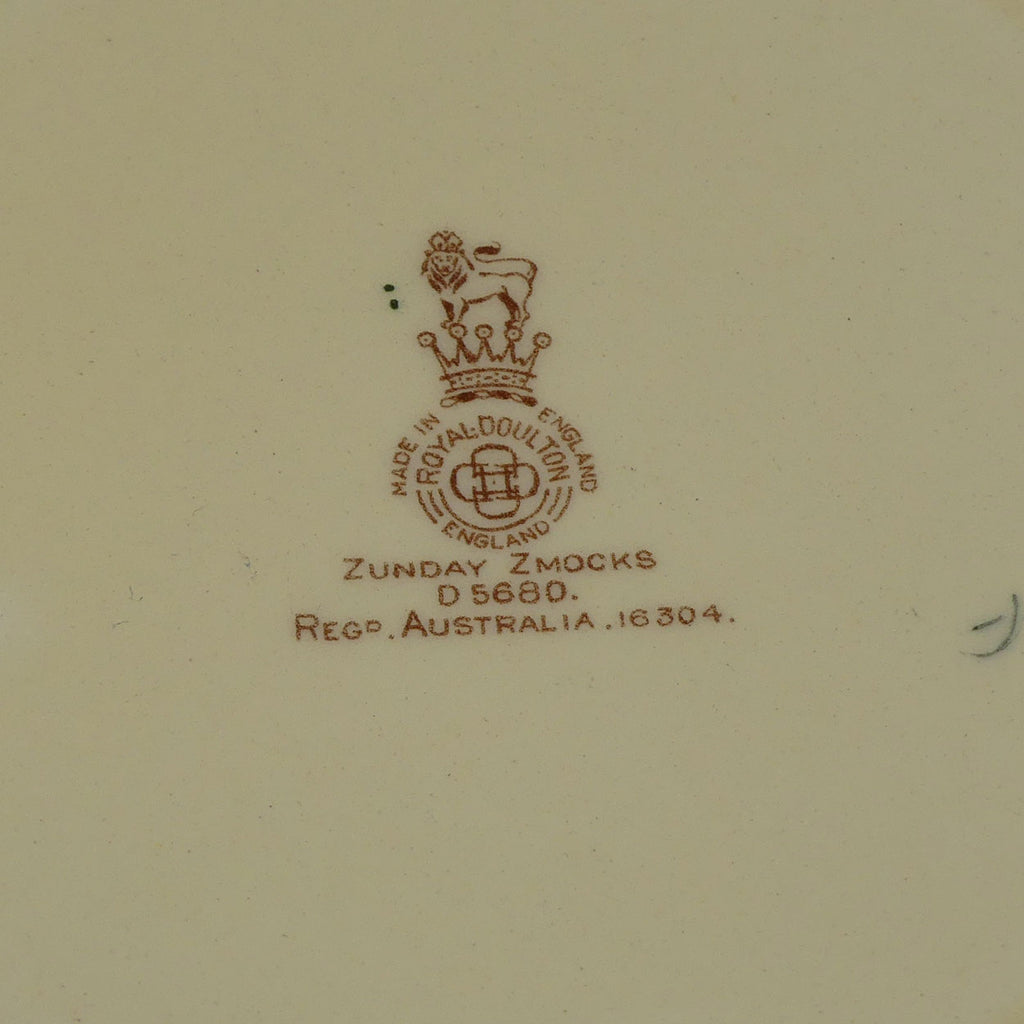 MADE IN ENGLAND
ROYAL DOULTON
ENGLAND
ZUNDAY ZMOCKS
D 5680.
REGD. AUSTRALIA. 16304.